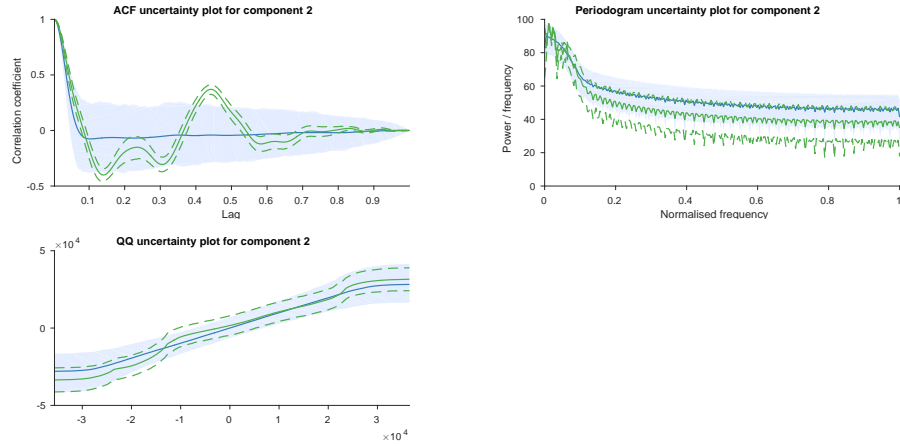 ACF uncertainty plot for component 2
Correlation coefficient
1
0.5
0
-0.5
0.1 0.2 0.3 0.4 0.5 0.6 0.7 0.8 0.9
Lag
Periodogram uncertainty plot for component 2
Power / frequency
100
80
60
40
20
0
0 0.2 0.4 0.6 0.8 1
Normalised frequency
QQ uncertainty plot for component 2
×10^4
5
0
-5
-3 -2 -1 0 1 2 3
×10^4